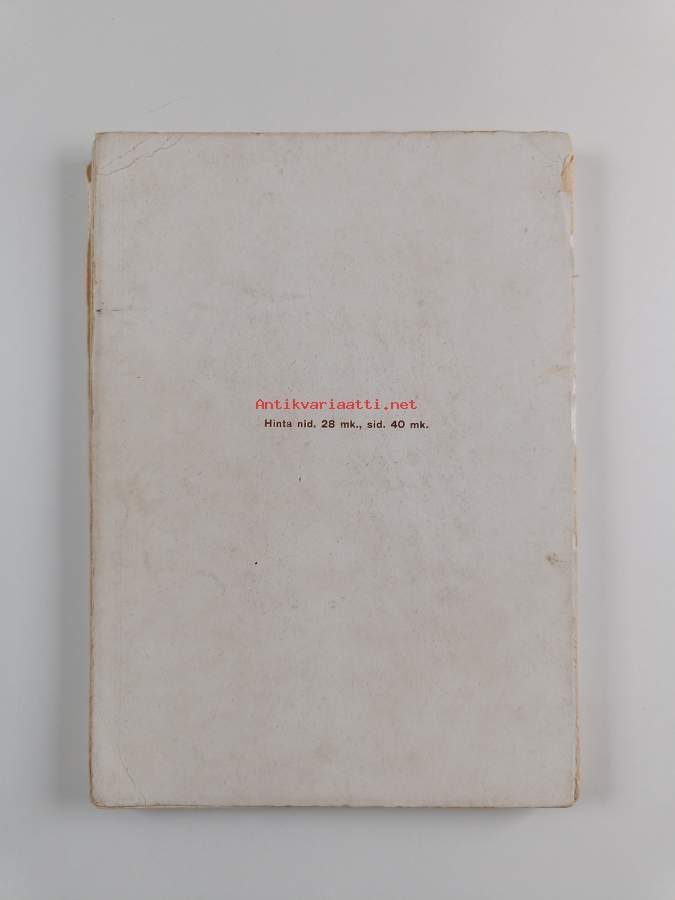 Antikvariaatti.net
Hinta nid. 28 mk., sid. 40 mk.